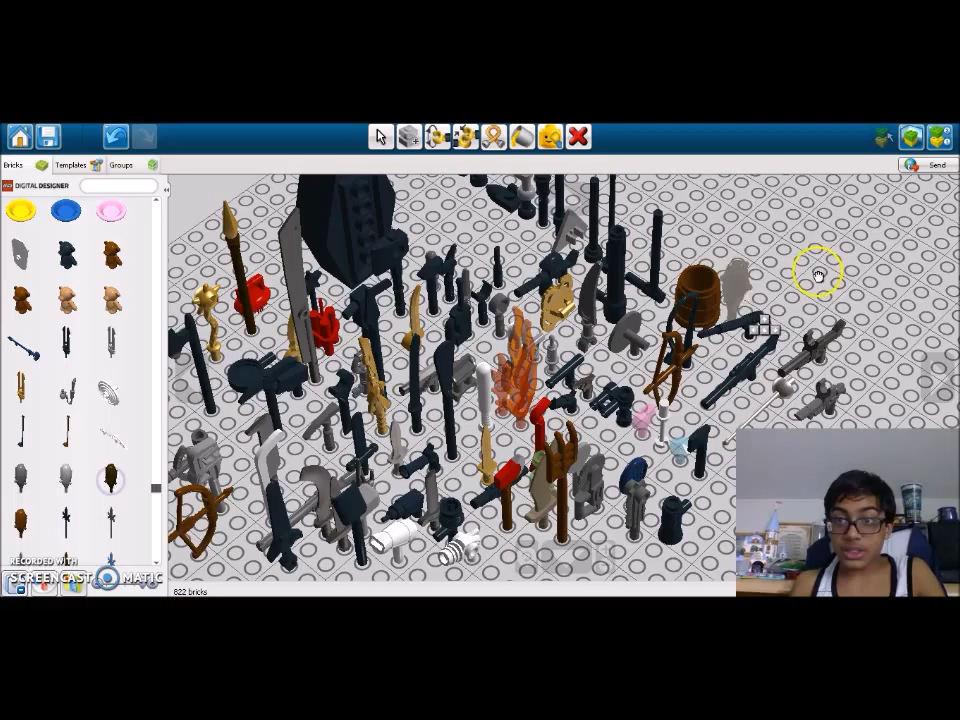 Bricks Templates Groups
Send
DIGITAL DESIGNER
RECORDED WITH
SCREENCAST MATIC
822 bricks